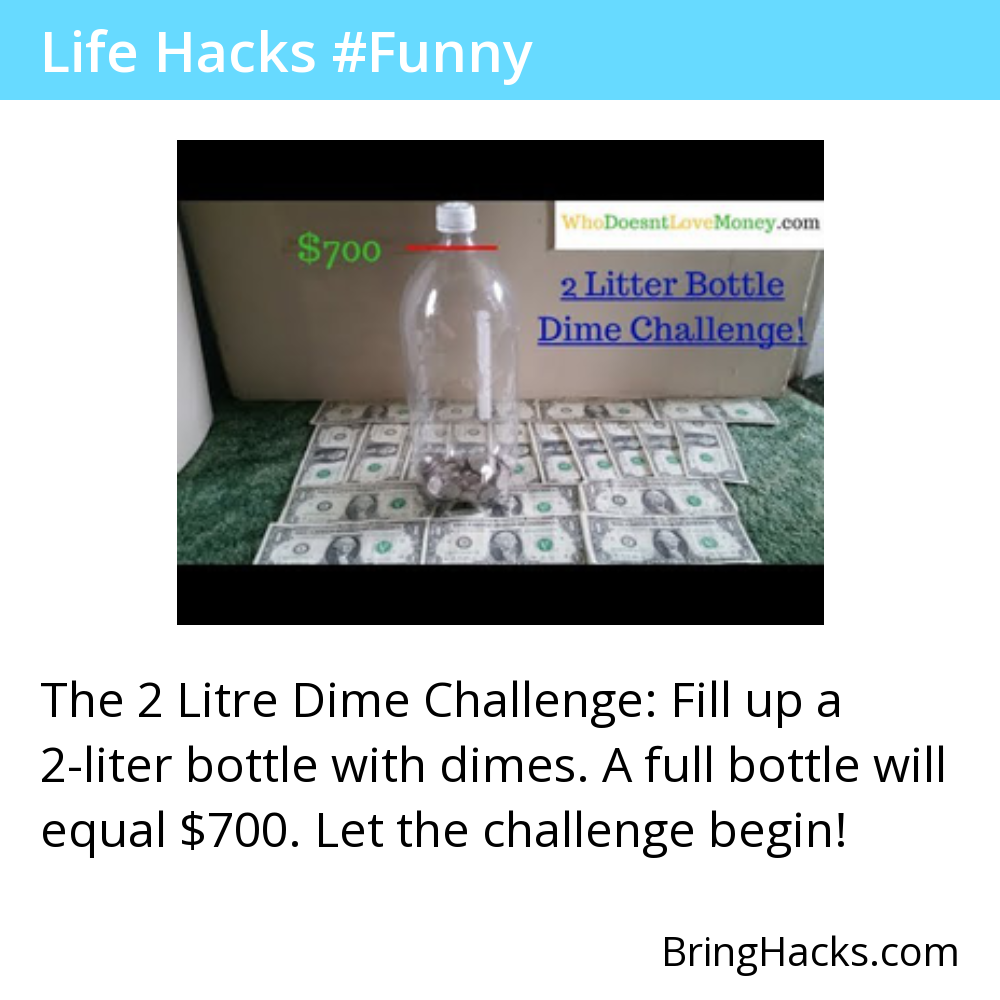 Life Hacks #Funny
WhoDoesntLoveMoney.com
$700
2 Litter Bottle
Dime Challenge!
The 2 Litre Dime Challenge: Fill up a
2-liter bottle with dimes. A full bottle will
equal $700. Let the challenge begin!
BringHacks.com